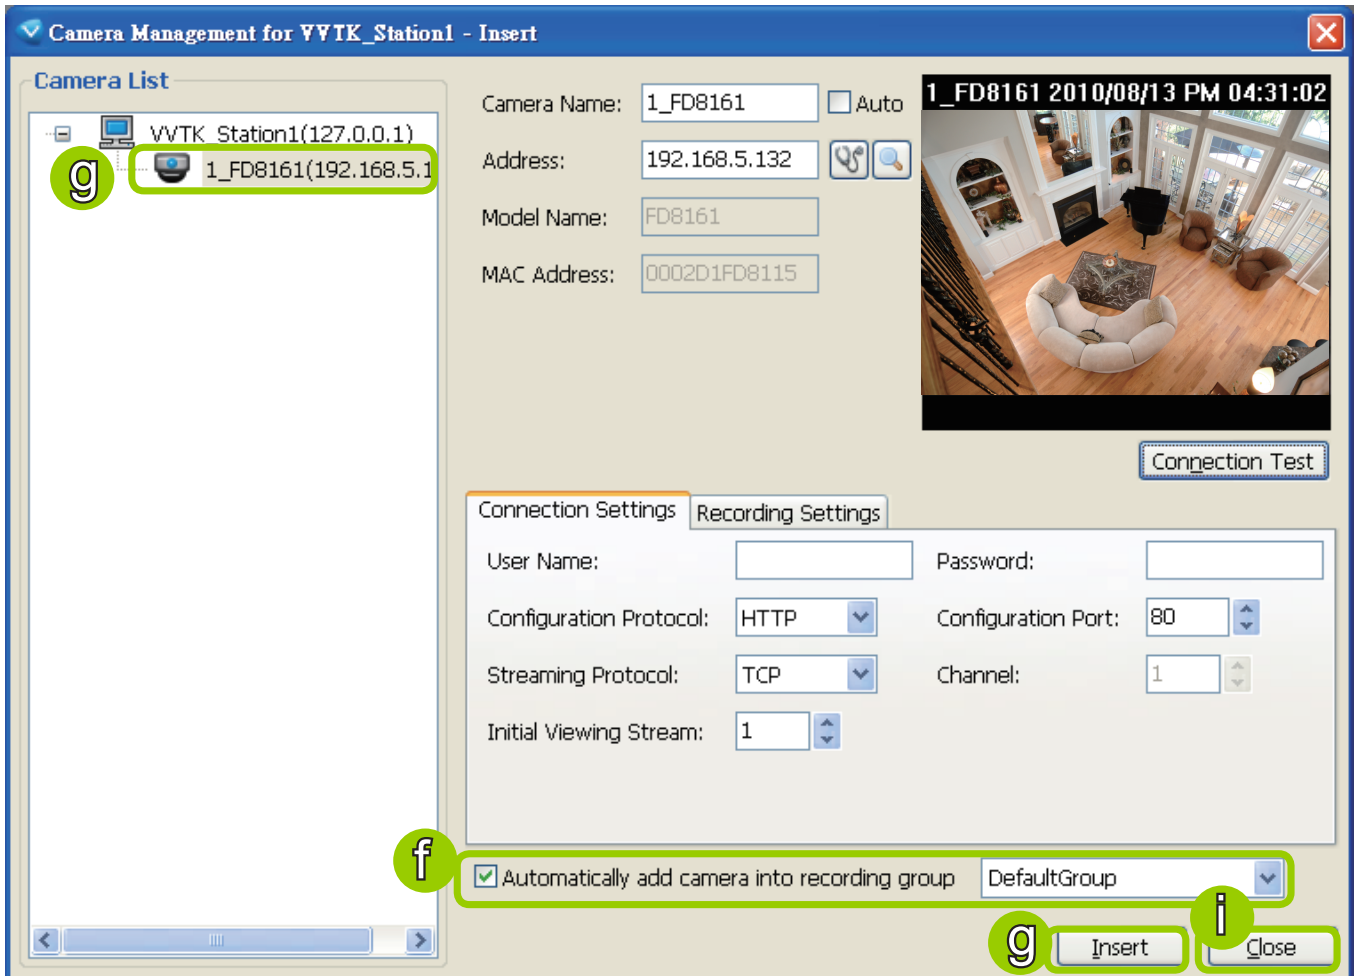 Camera Management for VVTK_Station1 - Insert
Camera List
VVTK_Station1(127.0.0.1)
g
1_FD8161(192.168.5.1
Camera Name:
1_FD8161
Auto
Address:
192.168.5.132
Model Name:
FD8161
MAC Address:
0002D1FD8115
1_FD8161 2010/08/13 PM 04:31:02
Connection Test
Connection Settings
Recording Settings
User Name:
Password:
Configuration Protocol:
HTTP
Configuration Port:
80
Streaming Protocol:
TCP
Channel:
1
Initial Viewing Stream:
1
f
Automatically add camera into recording group
DefaultGroup
g
Insert
i
Close